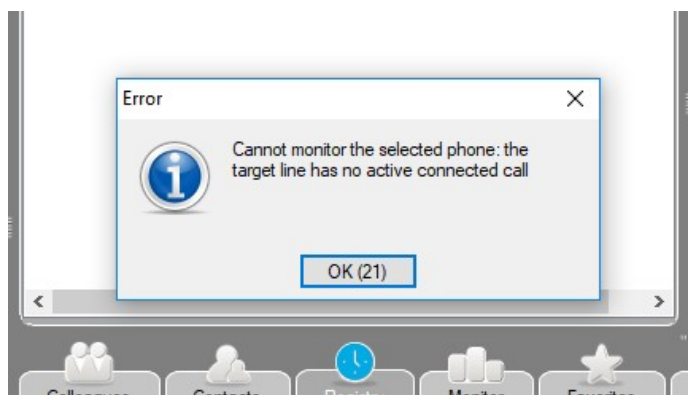 Error
Cannot monitor the selected phone: the
target line has no active connected call
OK (21)